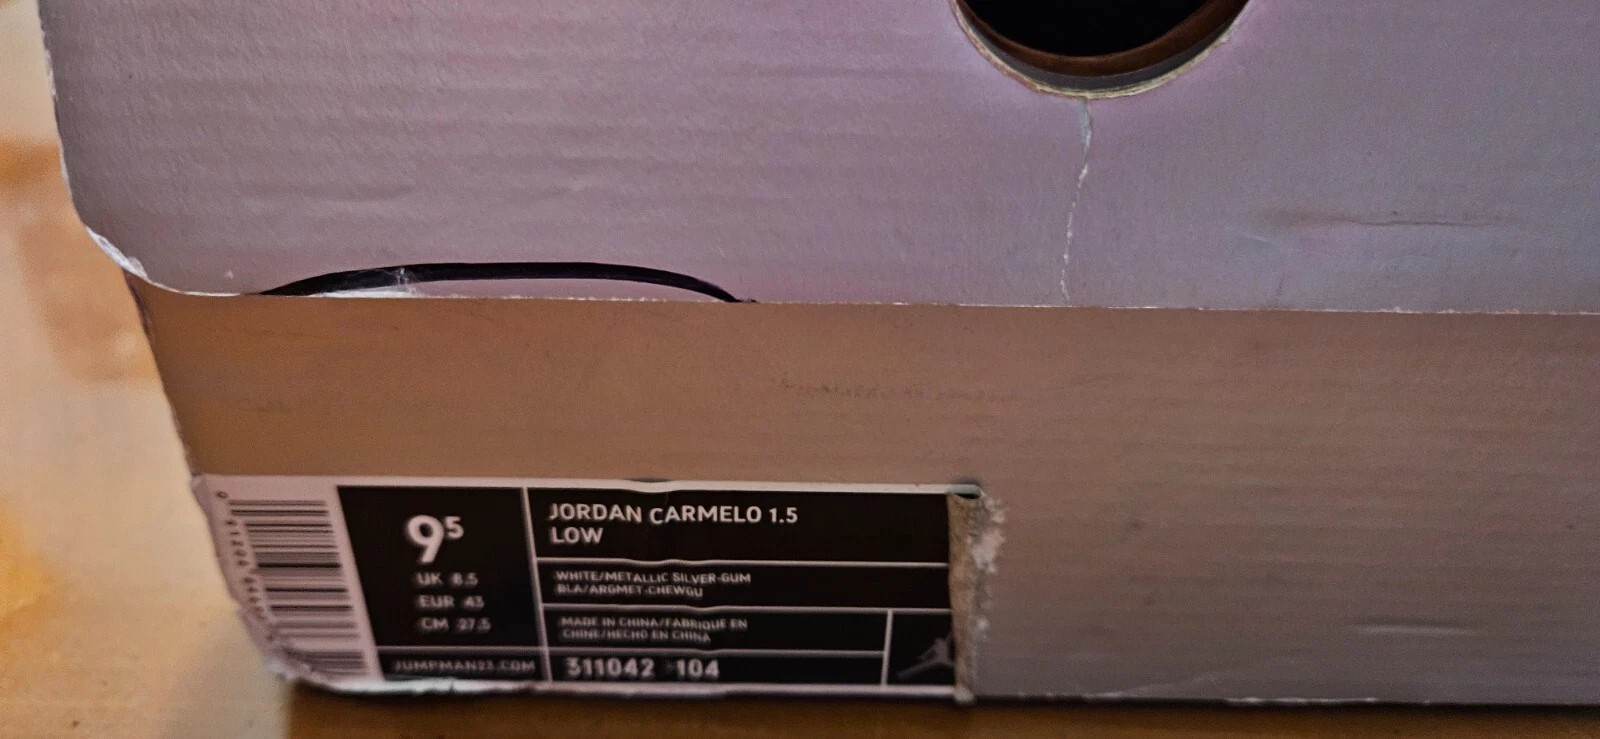 9⁵
UK 8.5
EUR 43
CM 27.5
JUMPMAN23.COM
JORDAN CARMELO 1.5
LOW
WHITE/METALLIC SILVER-GUM
BLA/ARGMET-CHEWGU
MADE IN CHINA/FABRIQUE EN
CHINE/HECHO EN CHINA
311042 104